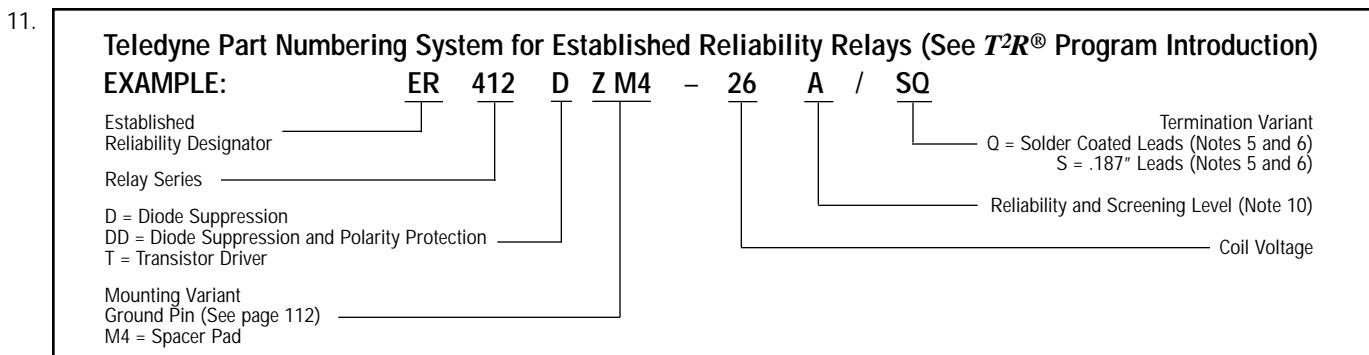 11.
Teledyne Part Numbering System for Established Reliability Relays (See T²R® Program Introduction)
EXAMPLE: ER 412 D Z M4 – 26 A / SQ
Established
Reliability Designator
Relay Series
D = Diode Suppression
DD = Diode Suppression and Polarity Protection
T = Transistor Driver
Mounting Variant
Ground Pin (See page 112)
M4 = Spacer Pad
Termination Variant
Q = Solder Coated Leads (Notes 5 and 6)
S = .187″ Leads (Notes 5 and 6)
Reliability and Screening Level (Note 10)
Coil Voltage